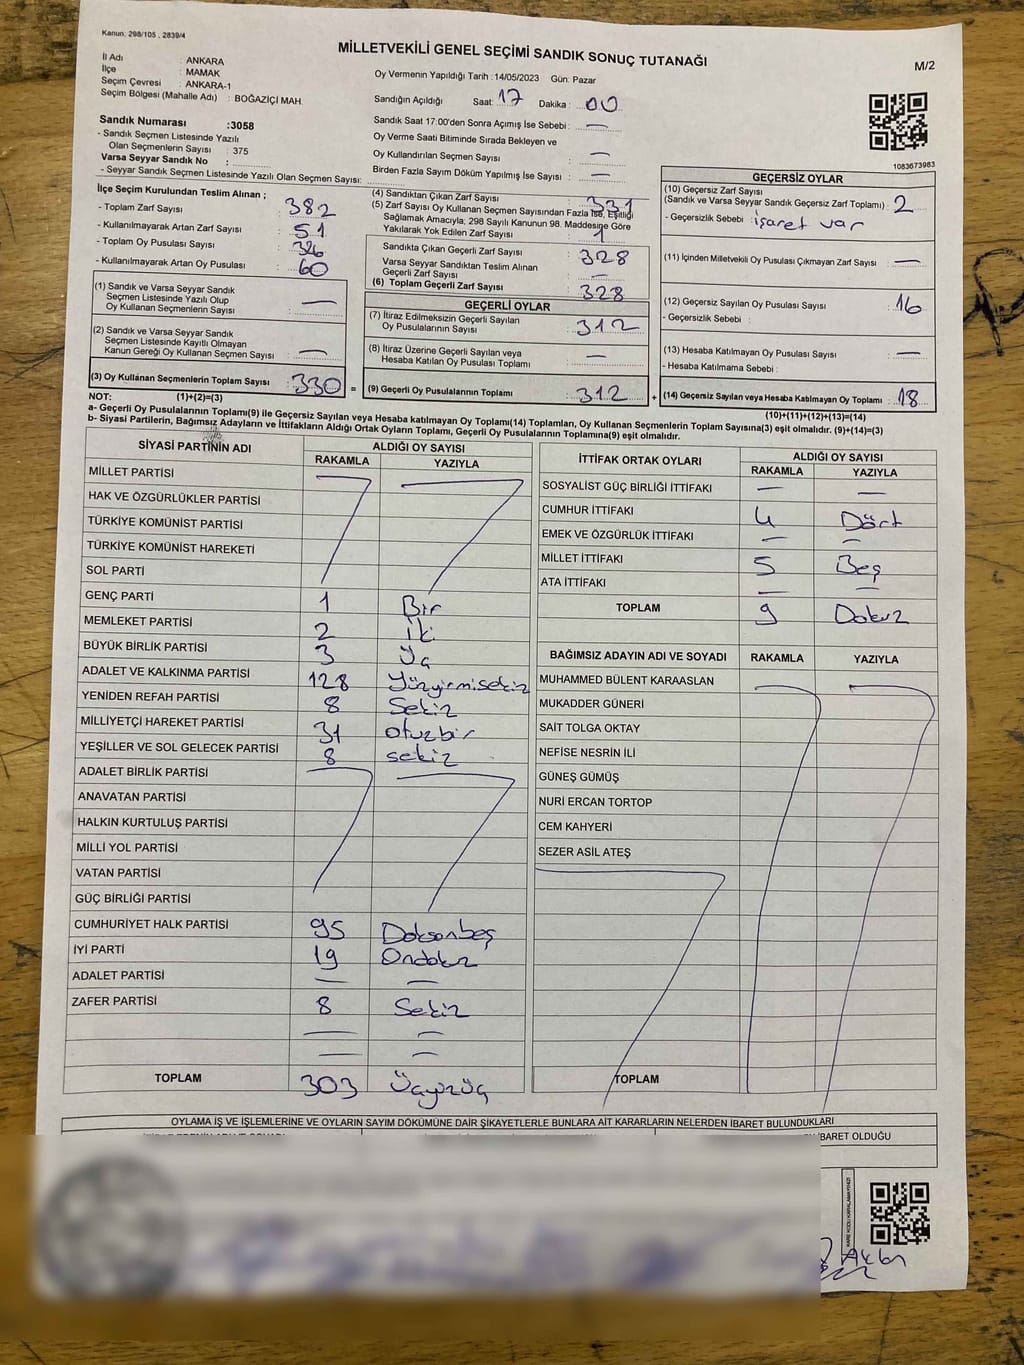 Kanun. 298/105 , 2839/4
MİLLETVEKİLİ GENEL SEÇİMİ SANDIK SONUÇ TUTANAĞI
M/2
İl Adı : ANKARA
İlçe : MAMAK
Seçim Çevresi : ANKARA-1
Seçim Bölgesi (Mahalle Adı) : BOĞAZİÇİ MAH.
Oy Vermenin Yapıldığı Tarih :14/05/2023 Gün: Pazar
Sandığın Açıldığı Saat: 17 Dakika : 00
Sandık Saat 17:00'den Sonra Açımış İse Sebebi : —
Oy Verme Saati Bitiminde Sırada Bekleyen ve
Oy Kullandırılan Seçmen Sayısı : —
Birden Fazla Sayım Döküm Yapılmış İse Sayısı : —
Sandık Numarası :3058
- Sandık Seçmen Listesinde Yazılı
Olan Seçmenlerin Sayısı : 375
Varsa Seyyar Sandık No :
- Seyyar Sandık Seçmen Listesinde Yazılı Olan Seçmen Sayısı:
1083673983
İlçe Seçim Kurulundan Teslim Alınan ;
- Toplam Zarf Sayısı : 382
- Kullanılmayarak Artan Zarf Sayısı : 51
- Toplam Oy Pusulası Sayısı
- Kullanılmayarak Artan Oy Pusulası : 60
(1) Sandık ve Varsa Seyyar Sandık
Seçmen Listesinde Yazılı Olup
Oy Kullanan Seçmenlerin Sayısı : —
(2) Sandık ve Varsa Seyyar Sandık
Seçmen Listesinde Kayıtlı Olmayan
Kanun Gereği Oy Kullanan Seçmen Sayısı : —
(3) Oy Kullanan Seçmenlerin Toplam Sayısı : 330 =
(4) Sandıktan Çıkan Zarf Sayısı : 331
(5) Zarf Sayısı Oy Kullanan Seçmen Sayısından Fazla İse, Eşitliği
Sağlamak Amacıyla, 298 Sayılı Kanunun 98. Maddesine Göre
Yakılarak Yok Edilen Zarf Sayısı : 1
Sandıkta Çıkan Geçerli Zarf Sayısı : 328
Varsa Seyyar Sandıktan Teslim Alınan
Geçerli Zarf Sayısı : —
(6) Toplam Geçerli Zarf Sayısı : 328
GEÇERLİ OYLAR
(7) İtiraz Edilmeksizin Geçerli Sayılan
Oy Pusulalarının Sayısı : 312
(8) İtiraz Üzerine Geçerli Sayılan veya
Hesaba Katılan Oy Pusulası Toplamı : —
(9) Geçerli Oy Pusulalarının Toplamı : 312 +
GEÇERSİZ OYLAR
(10) Geçersiz Zarf Sayısı
(Sandık ve Varsa Seyyar Sandık Geçersiz Zarf Toplamı) : 2
- Geçersizlik Sebebi : işaret var
(11) İçinden Milletvekili Oy Pusulası Çıkmayan Zarf Sayısı : —
(12) Geçersiz Sayılan Oy Pusulası Sayısı : 16
- Geçersizlik Sebebi :
(13) Hesaba Katılmayan Oy Pusulası Sayısı : —
- Hesaba Katılmama Sebebi :
(14) Geçersiz Sayılan veya Hesaba Katılmayan Oy Toplamı : 18
NOT: (1)+(2)=(3)
(10)+(11)+(12)+(13)=(14)
a- Geçerli Oy Pusulalarının Toplamı(9) ile Geçersiz Sayılan veya Hesaba katılmayan Oy Toplamı(14) Toplamları, Oy Kullanan Seçmenlerin Toplam Sayısına(3) eşit olmalıdır. (9)+(14)=(3)
b- Siyasi Partilerin, Bağımsız Adayların ve İttifakların Aldığı Ortak Oyların Toplamı, Geçerli Oy Pusulalarının Toplamına(9) eşit olmalıdır.
SİYASİ PARTİNİN ADI ALDIĞI OY SAYISI
RAKAMLA YAZIYLA
MİLLET PARTİSİ
HAK VE ÖZGÜRLÜKLER PARTİSİ
TÜRKİYE KOMÜNİST PARTİSİ
TÜRKİYE KOMÜNİST HAREKETİ
SOL PARTİ
GENÇ PARTİ 1 Bir
MEMLEKET PARTİSİ 2 İki
BÜYÜK BİRLİK PARTİSİ 3 Üç
ADALET VE KALKINMA PARTİSİ 128 Yüzyirmisekiz
YENİDEN REFAH PARTİSİ 8 Sekiz
MİLLİYETÇİ HAREKET PARTİSİ 31 otuzbir
YEŞİLLER VE SOL GELECEK PARTİSİ 8 sekiz
ADALET BİRLİK PARTİSİ
ANAVATAN PARTİSİ
HALKIN KURTULUŞ PARTİSİ
MİLLİ YOL PARTİSİ
VATAN PARTİSİ
GÜÇ BİRLİĞİ PARTİSİ
CUMHURİYET HALK PARTİSİ 95 Doksanbeş
İYİ PARTİ 19 Ondokuz
ADALET PARTİSİ — —
ZAFER PARTİSİ 8 Sekiz
— —
— —
TOPLAM 303 Üçyüzüç
İTTİFAK ORTAK OYLARI ALDIĞI OY SAYISI
RAKAMLA YAZIYLA
SOSYALİST GÜÇ BİRLİĞİ İTTİFAKI — —
CUMHUR İTTİFAKI 4 Dört
EMEK VE ÖZGÜRLÜK İTTİFAKI — —
MİLLET İTTİFAKI 5 Beş
ATA İTTİFAKI — —
TOPLAM 9 Dokuz
BAĞIMSIZ ADAYIN ADI VE SOYADI RAKAMLA YAZIYLA
MUHAMMED BÜLENT KARAASLAN
MUKADDER GÜNERİ
SAİT TOLGA OKTAY
NEFİSE NESRİN İLİ
GÜNEŞ GÜMÜŞ
NURİ ERCAN TORTOP
CEM KAHYERİ
SEZER ASİL ATEŞ
TOPLAM
OYLAMA İŞ VE İŞLEMLERİNE VE OYLARIN SAYIM DÖKÜMÜNE DAİR ŞİKAYETLERLE BUNLARA AİT KARARLARIN NELERDEN İBARET BULUNDUKLARI
İBARET OLDUĞU